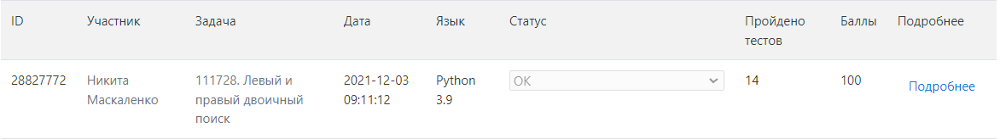 ID Участник Задача Дата Язык Статус Пройдено тестов Баллы Подробнее
28827772 Никита Маскаленко 111728. Левый и правый двоичный поиск 2021-12-03 09:11:12 Python 3.9 OK 14 100 Подробнее